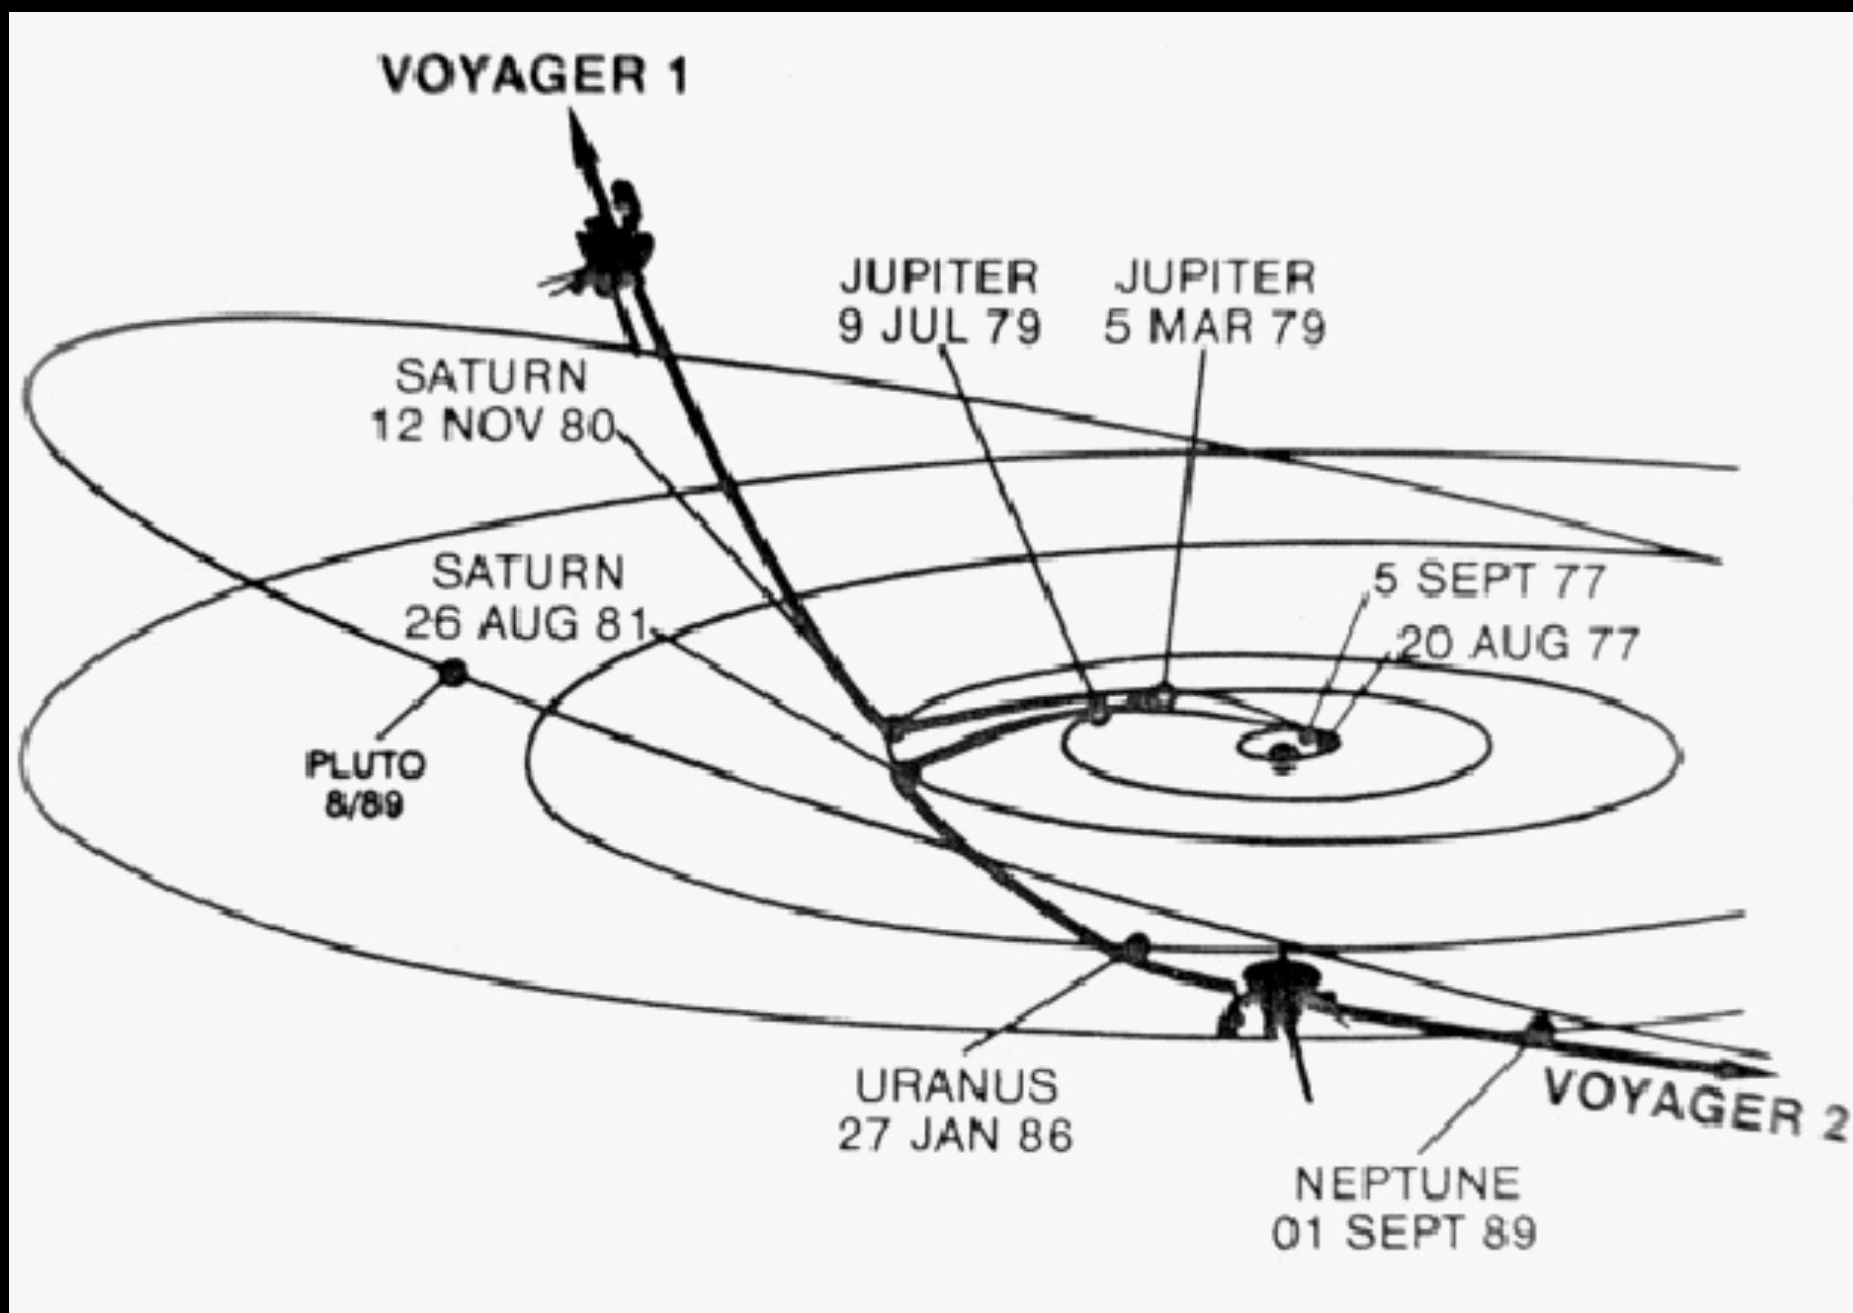 VOYAGER 1
JUPITER
9 JUL 79
JUPITER
5 MAR 79
SATURN
12 NOV 80
SATURN
26 AUG 81
5 SEPT 77
20 AUG 77
PLUTO
8/89
URANUS
27 JAN 86
VOYAGER 2
NEPTUNE
01 SEPT 89